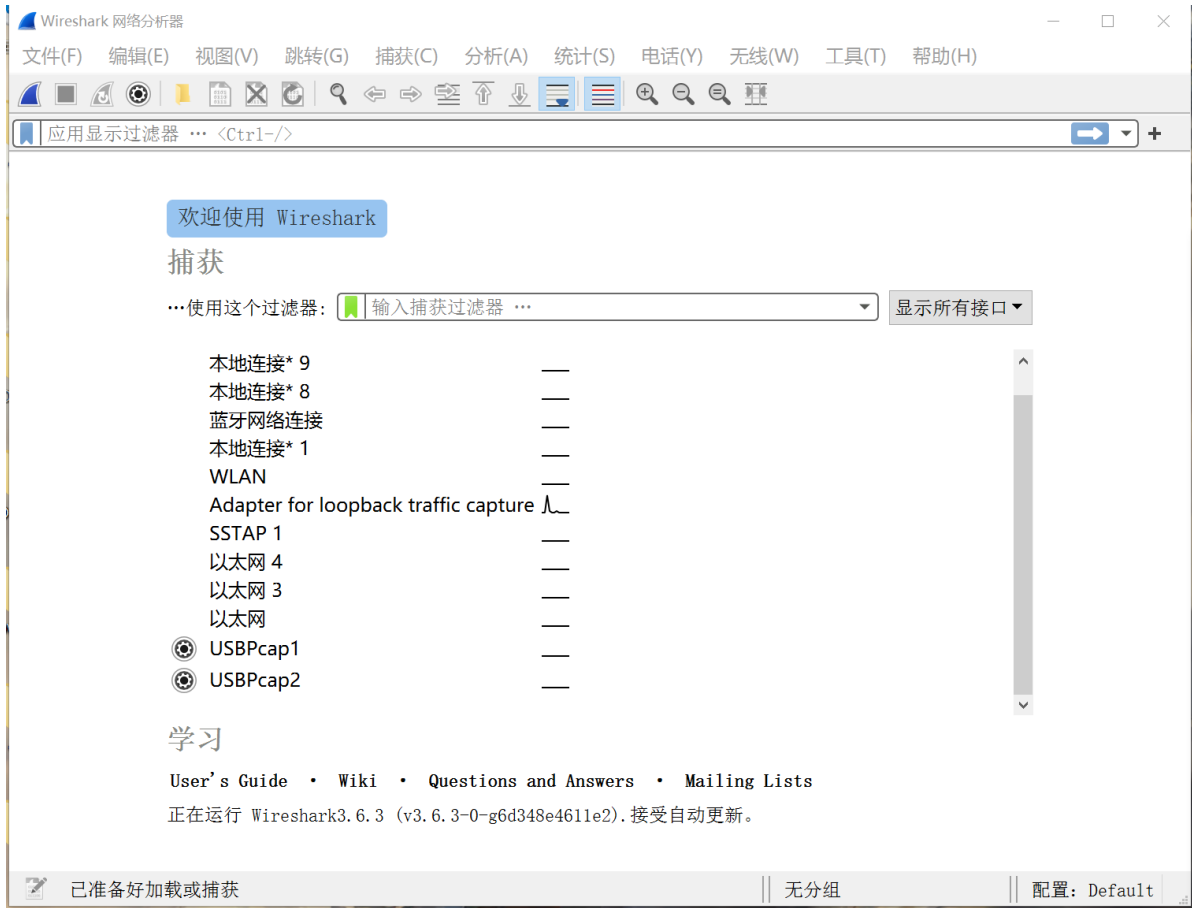 Wireshark 网络分析器
文件(F) 编辑(E) 视图(V) 跳转(G) 捕获(C) 分析(A) 统计(S) 电话(Y) 无线(W) 工具(T) 帮助(H)
应用显示过滤器 … <Ctrl-/>
欢迎使用 Wireshark
捕获
…使用这个过滤器: 输入捕获过滤器 … 显示所有接口
本地连接* 9
本地连接* 8
蓝牙网络连接
本地连接* 1
WLAN
Adapter for loopback traffic capture
SSTAP 1
以太网 4
以太网 3
以太网
USBPcap1
USBPcap2
学习
User's Guide · Wiki · Questions and Answers · Mailing Lists
正在运行 Wireshark3.6.3 (v3.6.3-0-g6d348e4611e2).接受自动更新。
已准备好加载或捕获 无分组 配置: Default